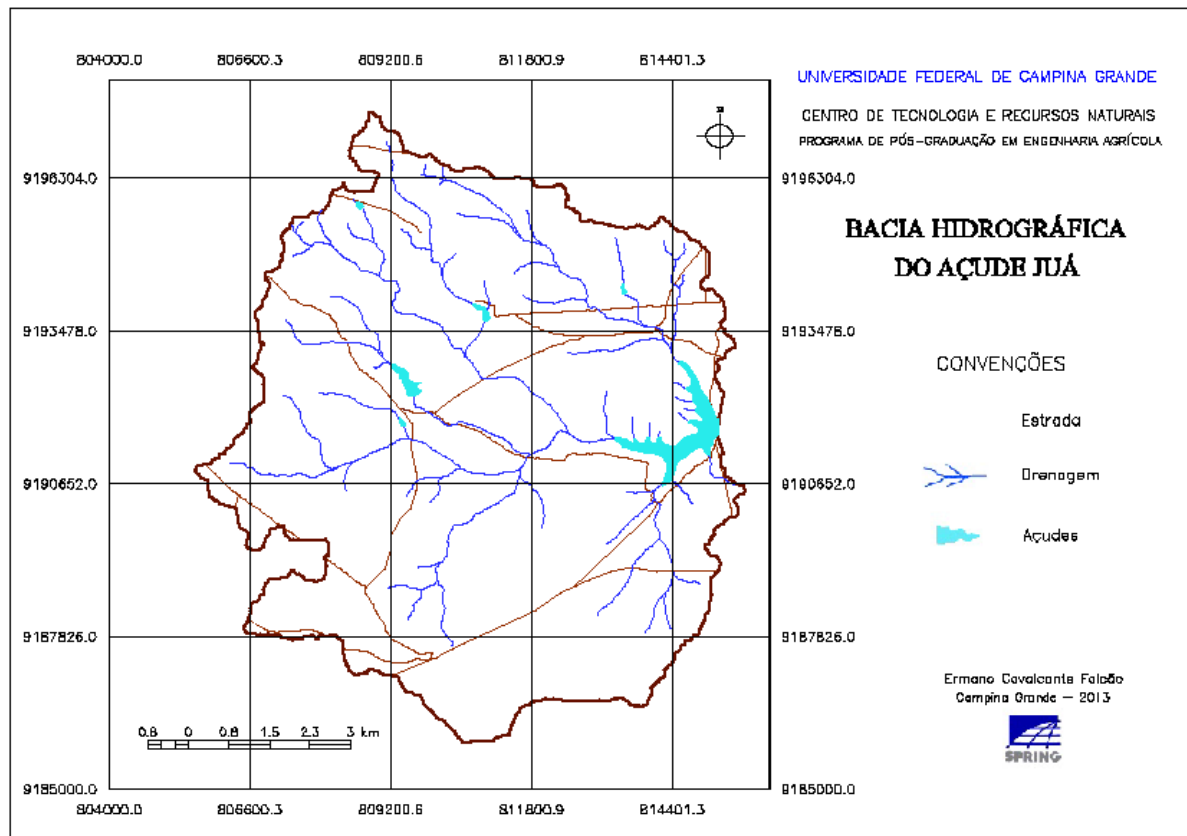 804000.0 806600.3 809200.6 811800.9 814401.3
UNIVERSIDADE FEDERAL DE CAMPINA GRANDE
CENTRO DE TECNOLOGIA E RECURSOS NATURAIS
PROGRAMA DE PÓS-GRADUAÇÃO EM ENGENHARIA AGRÍCOLA
9196304.0 9196304.0
BACIA HIDROGRÁFICA
DO AÇUDE JUÁ
9193478.0 9193478.0
CONVENÇÕES
Estrada
Drenagem
9190652.0 9190652.0
Açudes
9187826.0 9187826.0
Ermano Cavalcante Falcão
Campina Grande - 2013
0.8 0 0.8 1.5 2.3 3 km
SPRING
9185000.0 9185000.0
804000.0 806600.3 809200.6 811800.9 814401.3